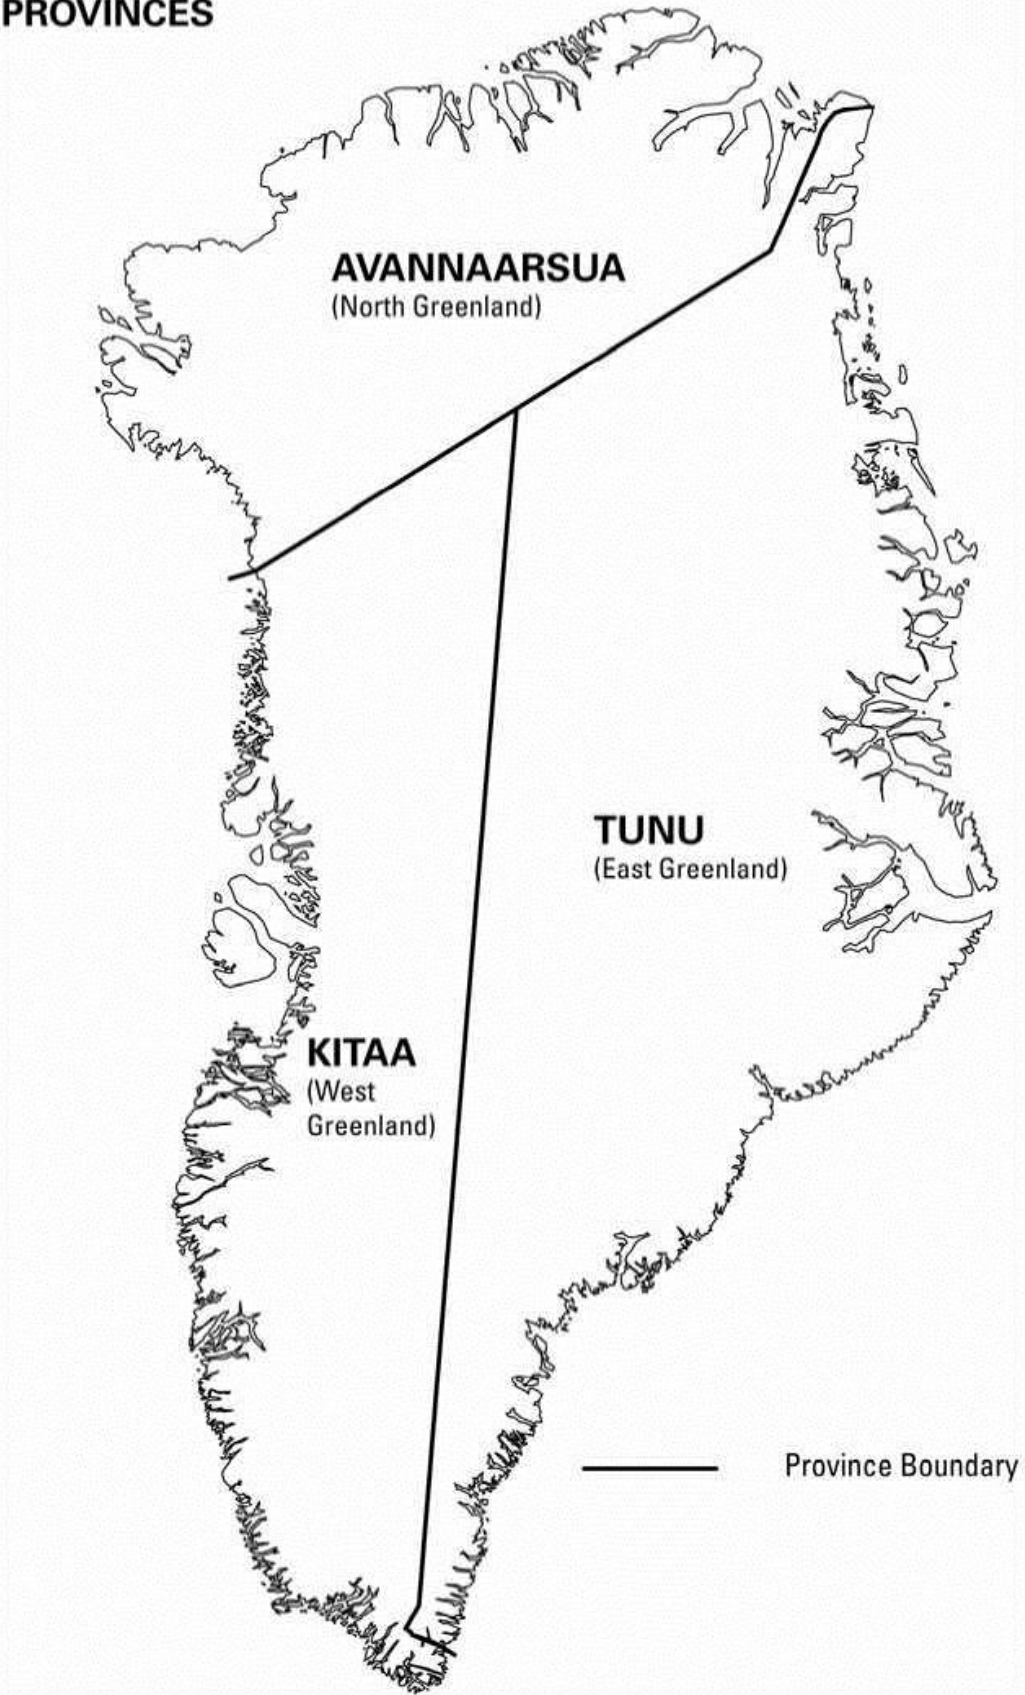 PROVINCES
AVANNAARSUA
(North Greenland)
TUNU
(East Greenland)
KITAA
(West
Greenland)
Province Boundary